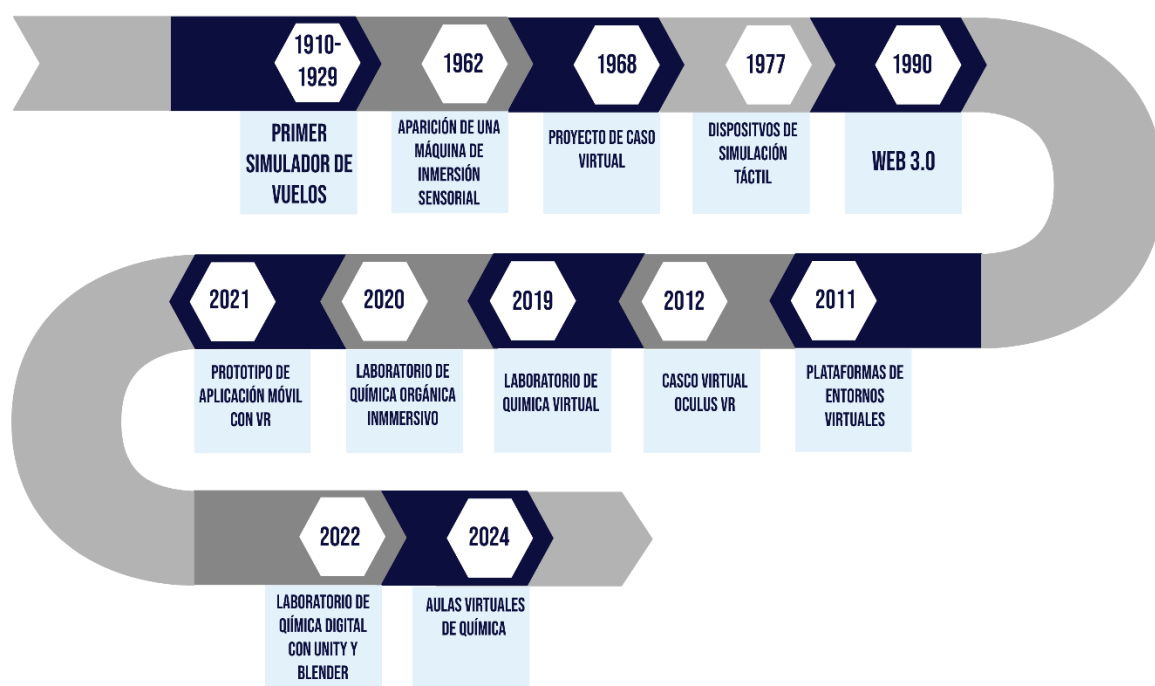 1910-
1929
PRIMER
SIMULADOR DE
VUELOS
1962
APARICIÓN DE UNA
MÁQUINA DE
INMERSIÓN
SENSORIAL
1968
PROYECTO DE CASO
VIRTUAL
1977
DISPOSITVOS DE
SIMULACIÓN
TÁCTIL
1990
WEB 3.0
2021
PROTOTIPO DE
APLICACIÓN MÓVIL
CON VR
2020
LABORATORIO DE
QUÍMICA ORGÁNICA
INMMERSIVO
2019
LABORATORIO DE
QUIMICA VIRTUAL
2012
CASCO VIRTUAL
OCULUS VR
2011
PLATAFORMAS DE
ENTORNOS
VIRTUALES
2022
LABORATORIO DE
QIÍMICA DIGITAL
CON UNITY Y
BLENDER
2024
AULAS VIRTUALES
DE QUÍMICA